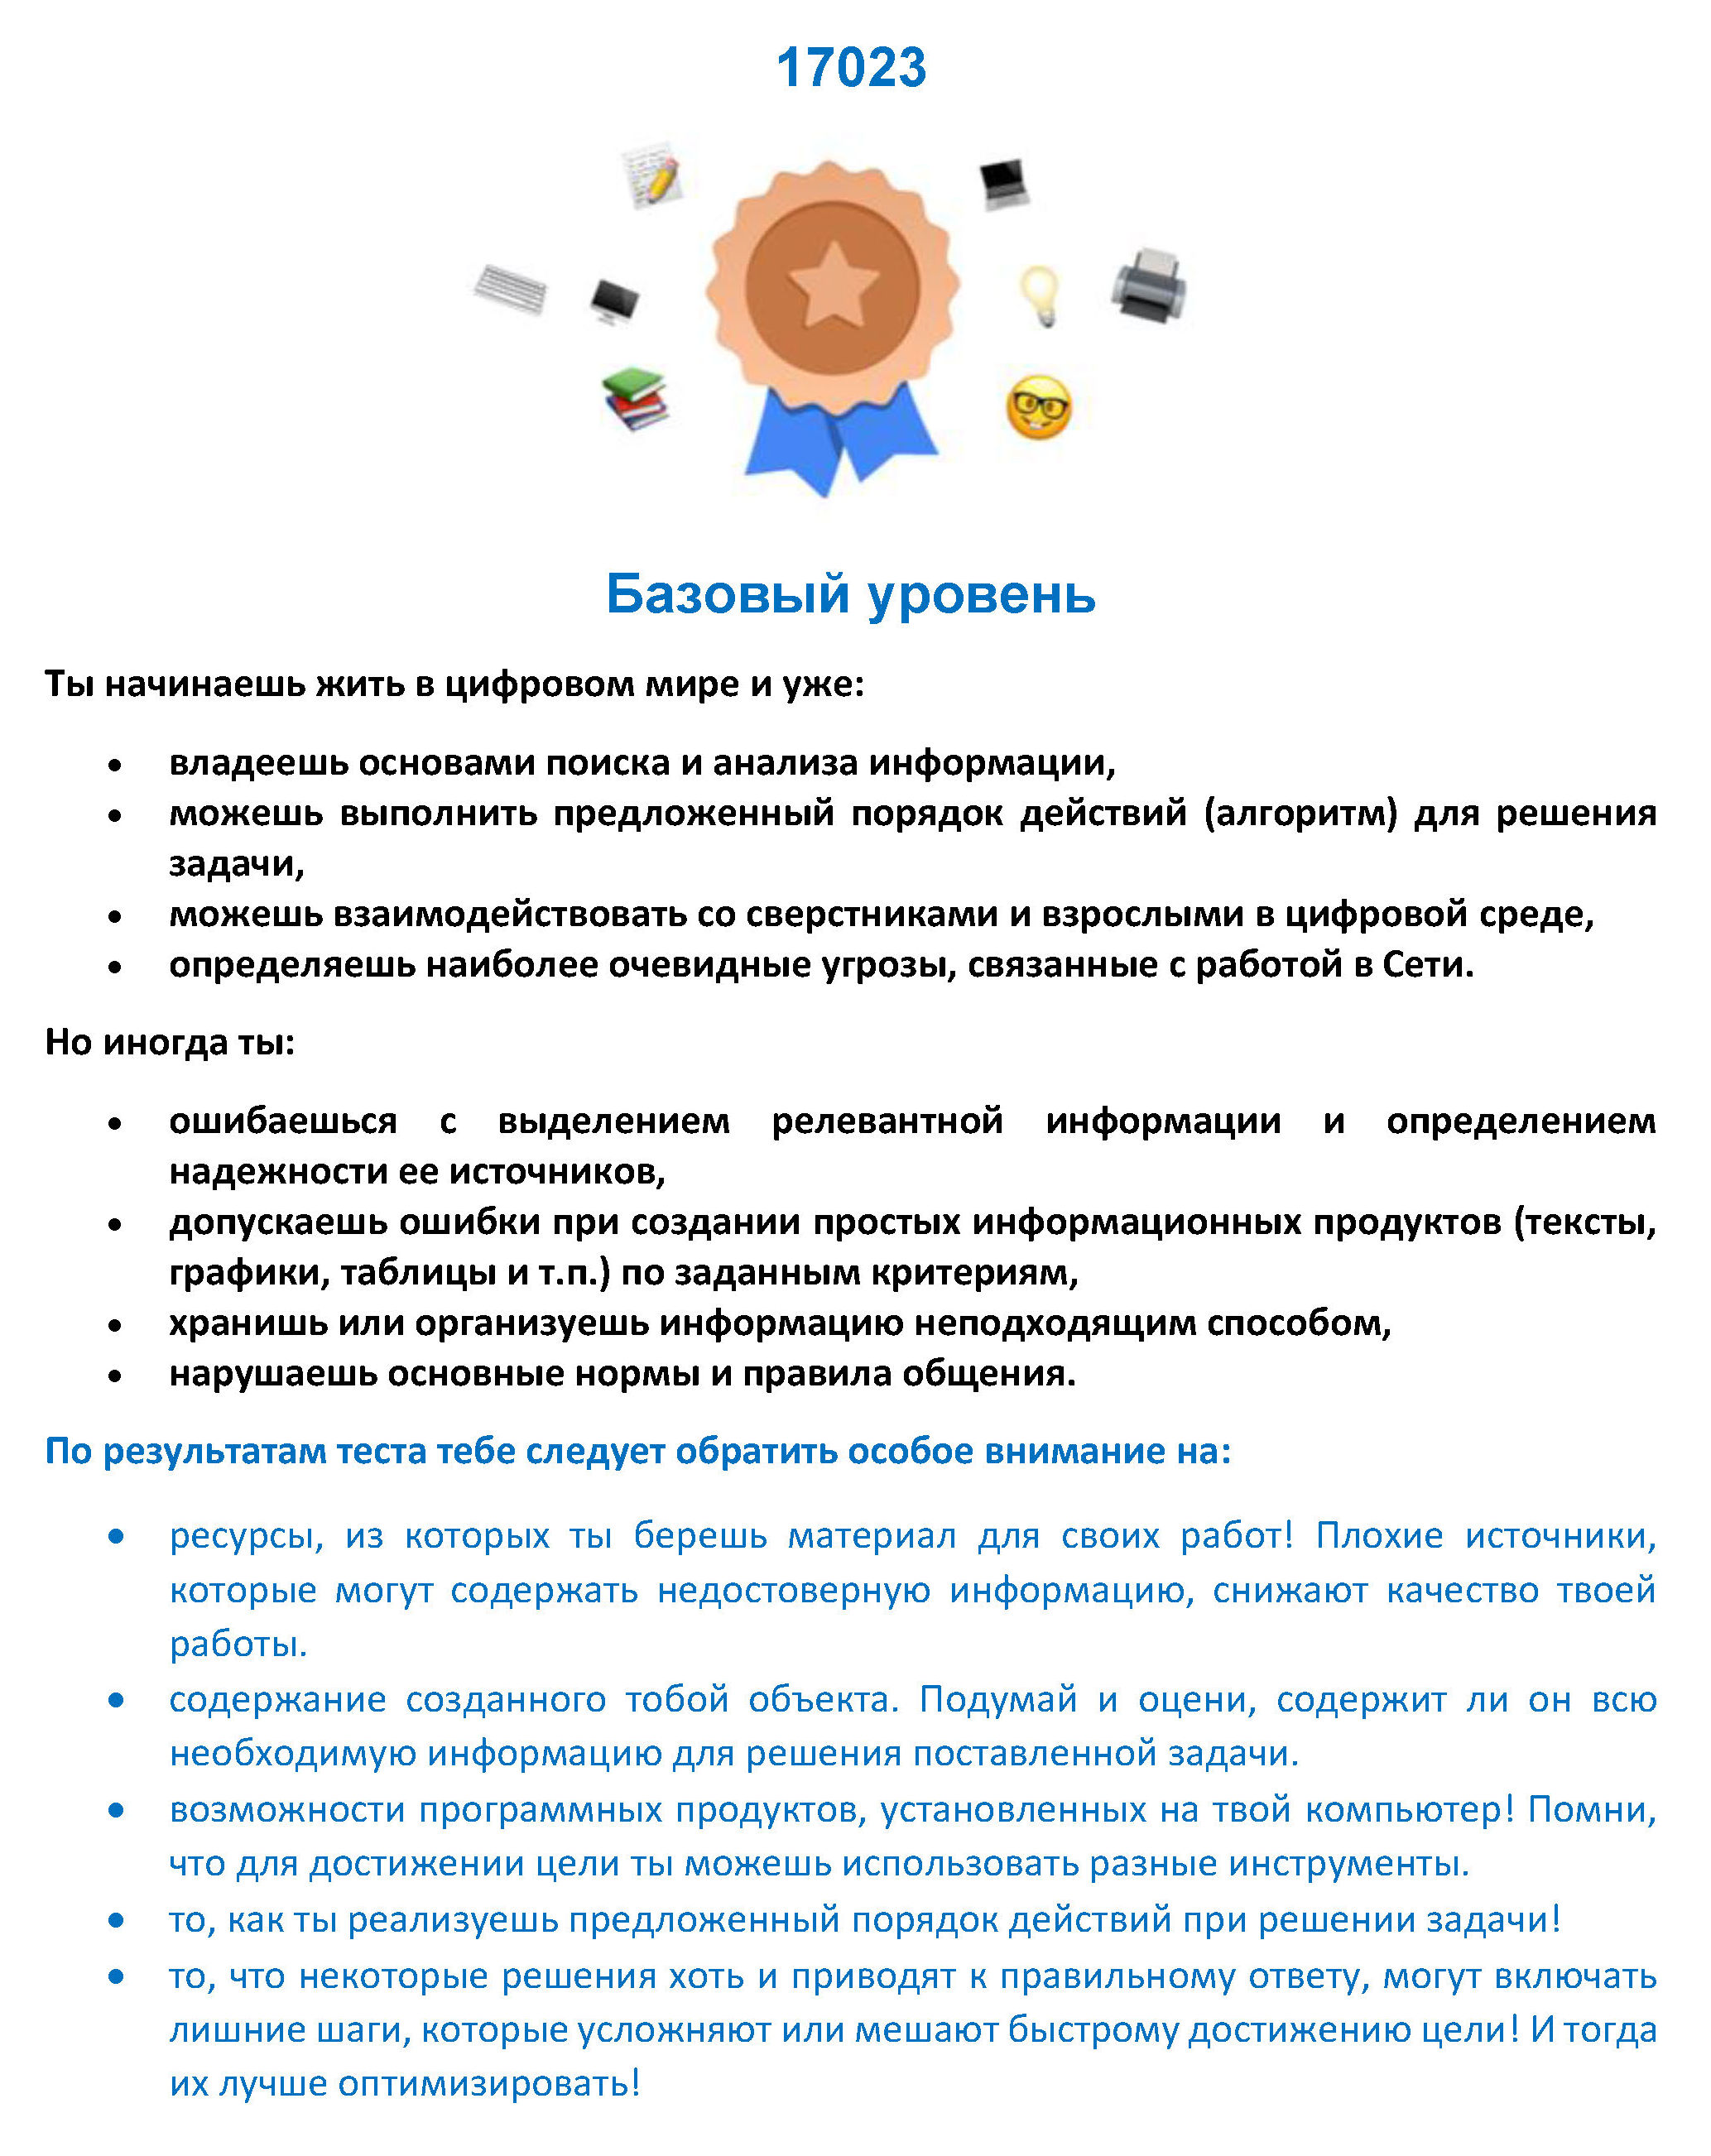 17023
Базовый уровень
Ты начинаешь жить в цифровом мире и уже:
• владеешь основами поиска и анализа информации,
• можешь выполнить предложенный порядок действий (алгоритм) для решения
задачи,
• можешь взаимодействовать со сверстниками и взрослыми в цифровой среде,
• определяешь наиболее очевидные угрозы, связанные с работой в Сети.
Но иногда ты:
• ошибаешься с выделением релевантной информации и определением
надежности ее источников,
• допускаешь ошибки при создании простых информационных продуктов (тексты,
графики, таблицы и т.п.) по заданным критериям,
• хранишь или организуешь информацию неподходящим способом,
• нарушаешь основные нормы и правила общения.
По результатам теста тебе следует обратить особое внимание на:
• ресурсы, из которых ты берешь материал для своих работ! Плохие источники,
которые могут содержать недостоверную информацию, снижают качество твоей
работы.
• содержание созданного тобой объекта. Подумай и оцени, содержит ли он всю
необходимую информацию для решения поставленной задачи.
• возможности программных продуктов, установленных на твой компьютер! Помни,
что для достижении цели ты можешь использовать разные инструменты.
• то, как ты реализуешь предложенный порядок действий при решении задачи!
• то, что некоторые решения хоть и приводят к правильному ответу, могут включать
лишние шаги, которые усложняют или мешают быстрому достижению цели! И тогда
их лучше оптимизировать!